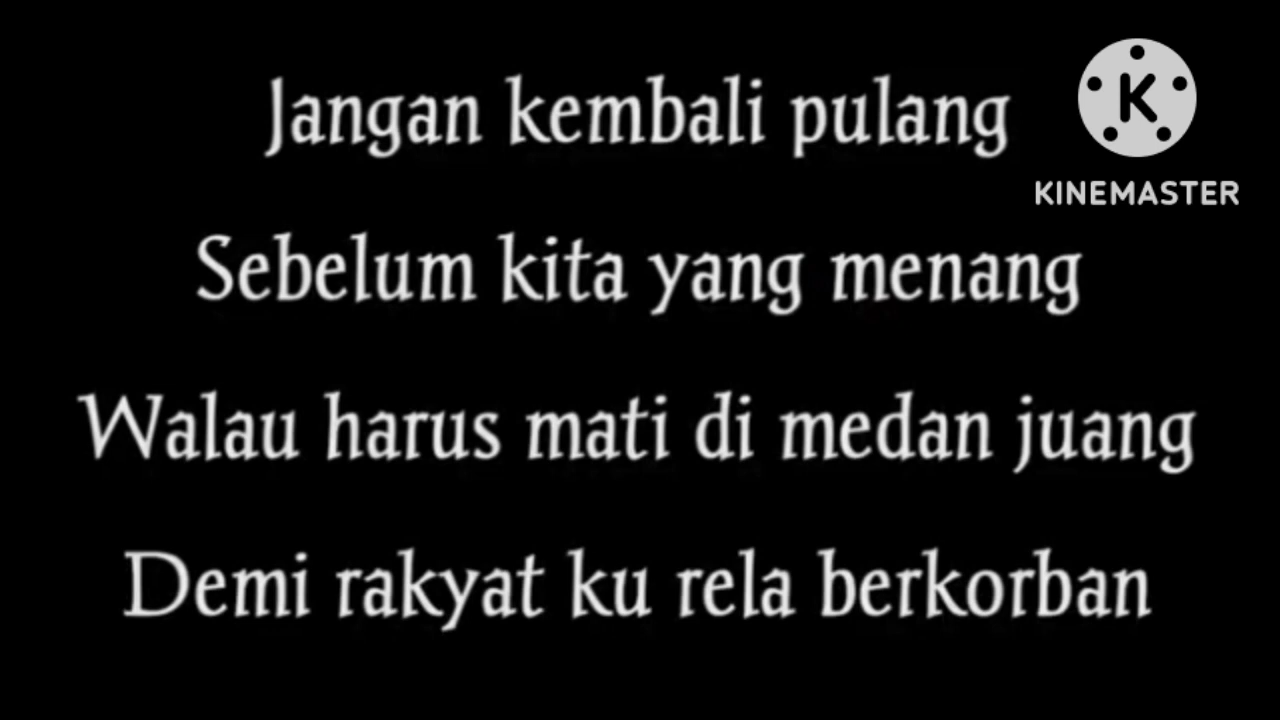 Jangan kembali pulang
K
KINEMASTER
Sebelum kita yang menang
Walau harus mati di medan juang
Demi rakyat ku rela berkorban